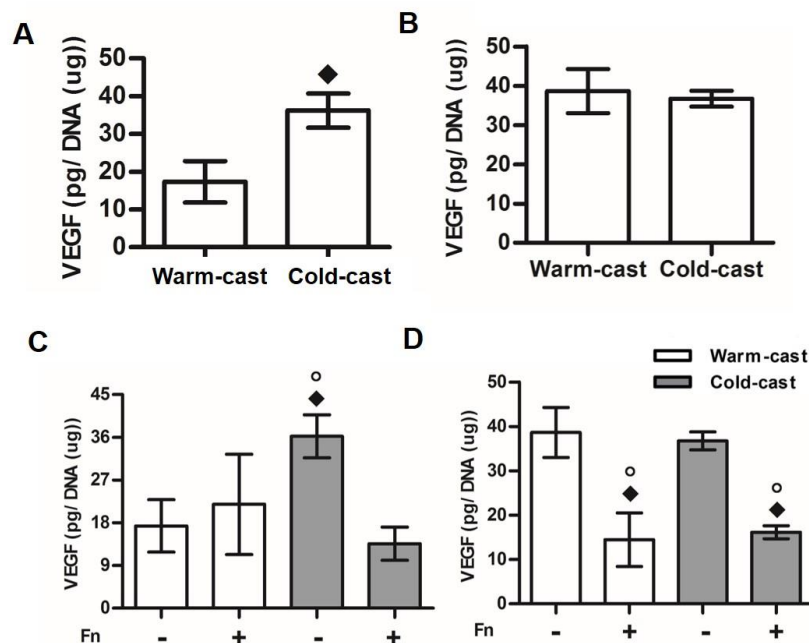 A
VEGF (pg/ DNA (ug))
50
40
30
20
10
0
Warm-cast Cold-cast
B
VEGF (pg/ DNA (ug))
50
40
30
20
10
0
Warm-cast Cold-cast
C
VEGF (pg/ DNA (ug))
45
36
27
18
9
0
Fn - + - +
D
Warm-cast
Cold-cast
VEGF (pg/ DNA (ug))
50
40
30
20
10
0
Fn - + - +